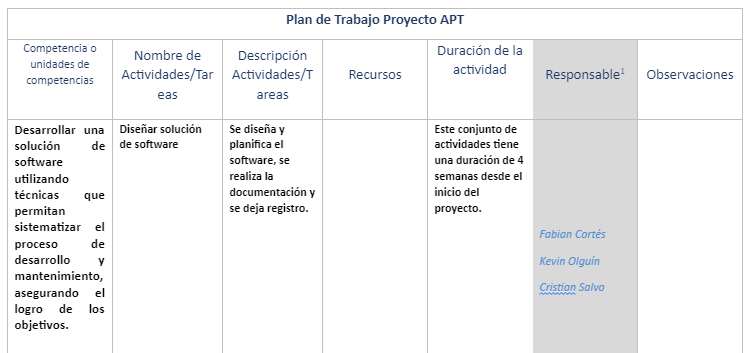 Plan de Trabajo Proyecto APT
Competencia o
unidades de
competencias
Nombre de
Actividades/Tar
eas
Descripción
Actividades/T
areas
Recursos
Duración de la
actividad
Responsable1
Observaciones
Desarrollar una
solución de
software
utilizando
técnicas que
permitan
sistematizar el
proceso de
desarrollo y
mantenimiento,
asegurando el
logro de los
objetivos.
Diseñar solución
de software
Se diseña y
planifica el
software, se
realiza la
documentación y
se deja registro.
Este conjunto de
actividades tiene
una duración de 4
semanas desde el
inicio del
proyecto.
Fabian Cortés
Kevin Olguín
Cristian Salvo